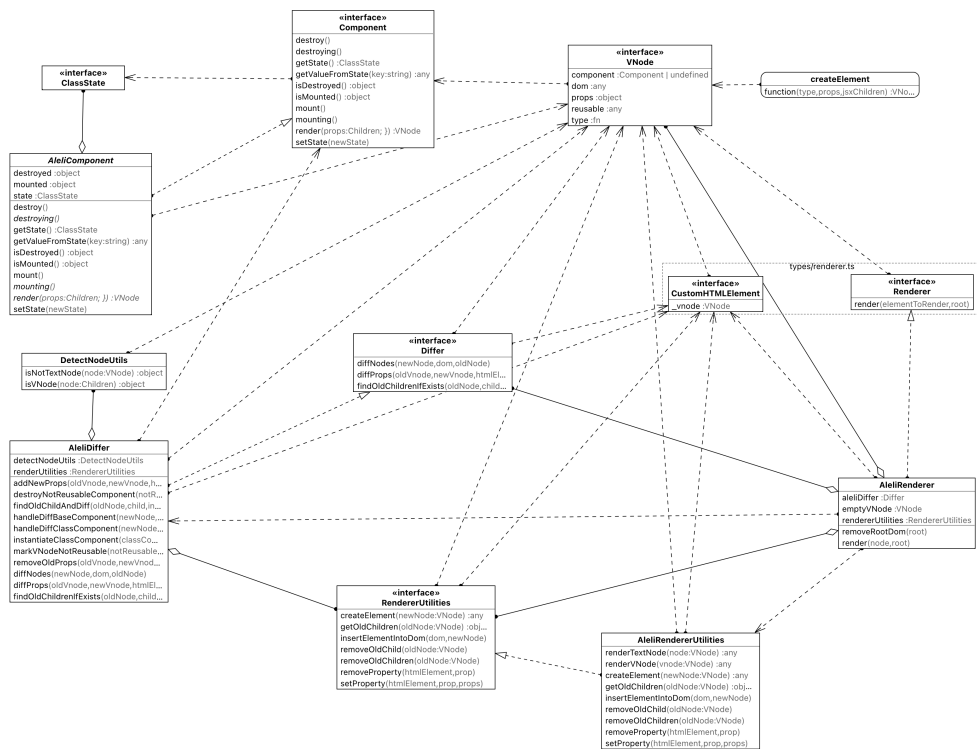 «interface»
Component
destroy()
destroying()
getState() :ClassState
getValueFromState(key:string) :any
isDestroyed() :object
isMounted() :object
mount()
mounting()
render(props:Children; }) :VNode
setState(newState)
«interface»
ClassState
«interface»
VNode
component :Component | undefined
dom :any
props :object
reusable :any
type :fn
createElement
function(type,props,jsxChildren) :VNo...
AleliComponent
destroyed :object
mounted :object
state :ClassState
destroy()
destroying()
getState() :ClassState
getValueFromState(key:string) :any
isDestroyed() :object
isMounted() :object
mount()
mounting()
render(props:Children; }) :VNode
setState(newState)
types/renderer.ts
«interface»
CustomHTMLElement
_vnode :VNode
«interface»
Renderer
render(elementToRender,root)
«interface»
Differ
diffNodes(newNode,dom,oldNode)
diffProps(oldVnode,newVnode,htmlEl...
findOldChildrenIfExists(oldNode,child...
DetectNodeUtils
isNotTextNode(node:VNode) :object
isVNode(node:Children) :object
AleliDiffer
detectNodeUtils :DetectNodeUtils
renderUtilities :RendererUtilities
addNewProps(oldVnode,newVnode,h...
destroyNotReusableComponent(notR...
findOldChildAndDiff(oldNode,child,in...
handleDiffBaseComponent(newNode,...
handleDiffClassComponent(newNode...
instantiateClassComponent(classCo...
markVNodeNotReusable(notReusable...
removeOldProps(oldVnode,newVnod...
diffNodes(newNode,dom,oldNode)
diffProps(oldVnode,newVnode,htmlEl...
findOldChildrenIfExists(oldNode,child...
AleliRenderer
aleliDiffer :Differ
emptyVNode :VNode
rendererUtilities :RendererUtilities
removeRootDom(root)
render(node,root)
«interface»
RendererUtilities
createElement(newNode:VNode) :any
getOldChildren(oldNode:VNode) :obj...
insertElementIntoDom(dom,newNode)
removeOldChild(oldNode:VNode)
removeOldChildren(oldNode:VNode)
removeProperty(htmlElement,prop)
setProperty(htmlElement,prop,props)
AleliRendererUtilities
renderTextNode(node:VNode) :any
renderVNode(vnode:VNode) :any
createElement(newNode:VNode) :any
getOldChildren(oldNode:VNode) :obj...
insertElementIntoDom(dom,newNode)
removeOldChild(oldNode:VNode)
removeOldChildren(oldNode:VNode)
removeProperty(htmlElement,prop)
setProperty(htmlElement,prop,props)